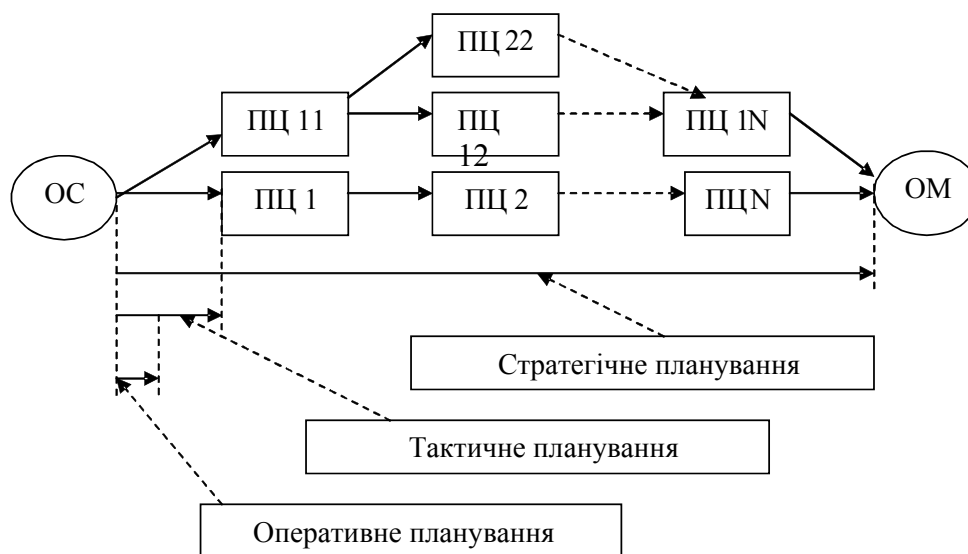 ПЦ 22
ПЦ 11
ПЦ
12
ПЦ 1N
ОС
ПЦ 1
ПЦ 2
ПЦ N
ОМ
Стратегічне планування
Тактичне планування
Оперативне планування